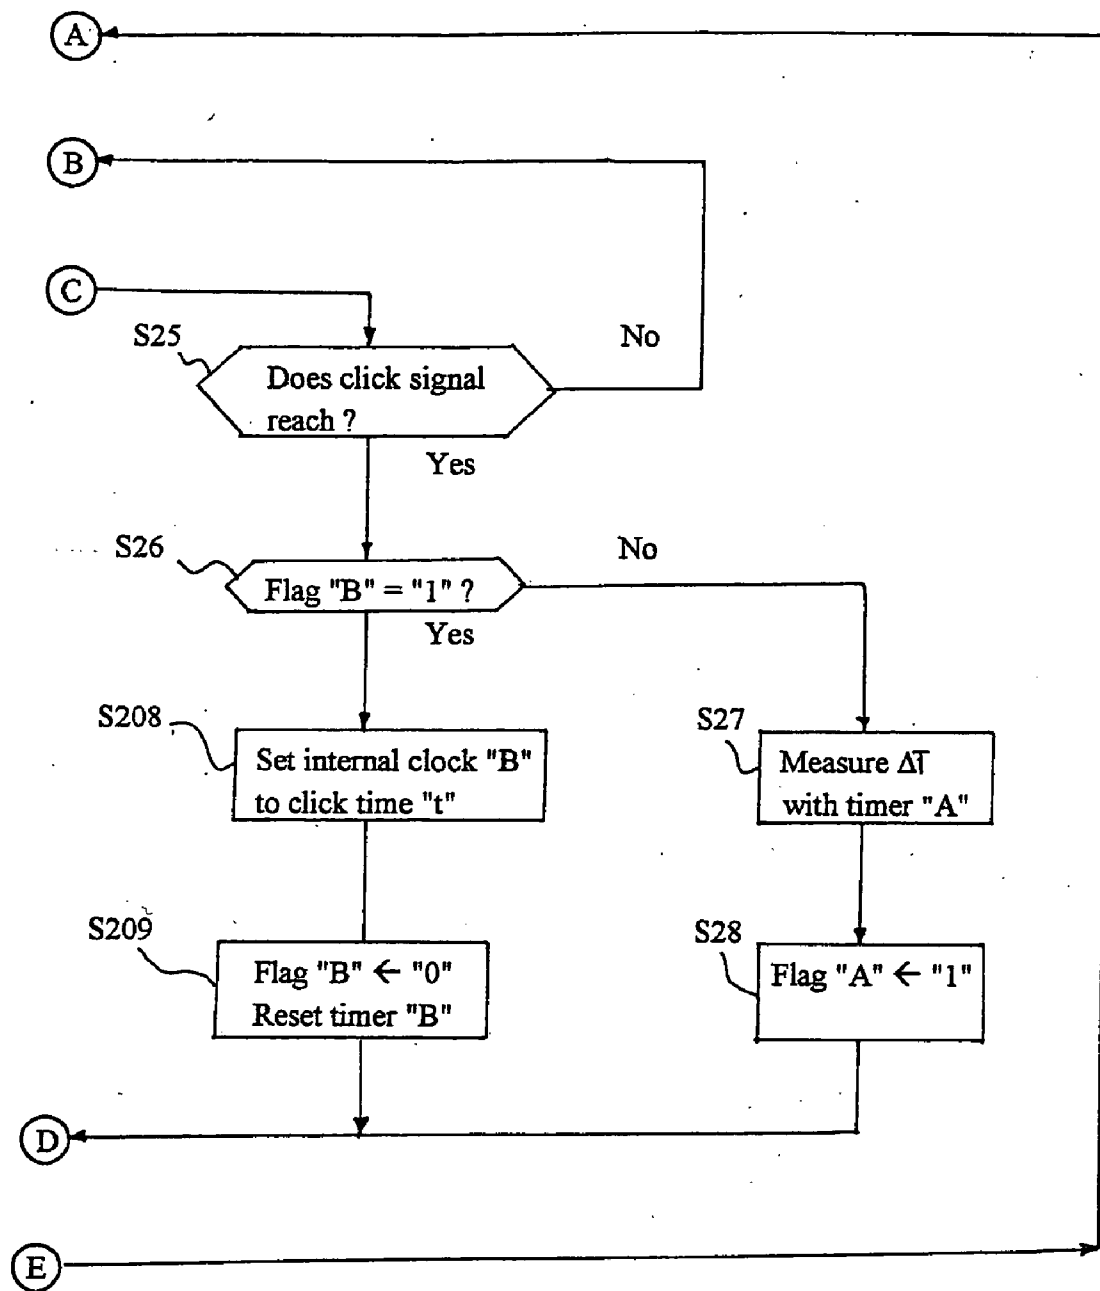 A
B
C
S25
No
Does click signal
reach ?
Yes
S26
No
Flag "B" = "1" ?
Yes
S208
Set internal clock "B"
to click time "t"
S27
Measure ΔT
with timer "A"
S209
Flag "B" ← "0"
Reset timer "B"
S28
Flag "A" ← "1"
D
E